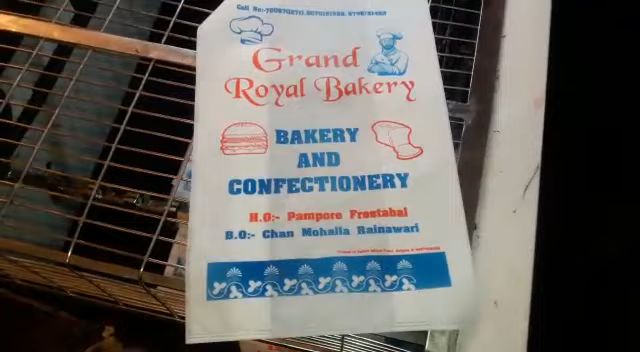 Grand
Royal Bakery
BAKERY
AND
CONFECTIONERY
H.O:- Pampore Frestabal
B.O:- Chan Mohalla Rainawari